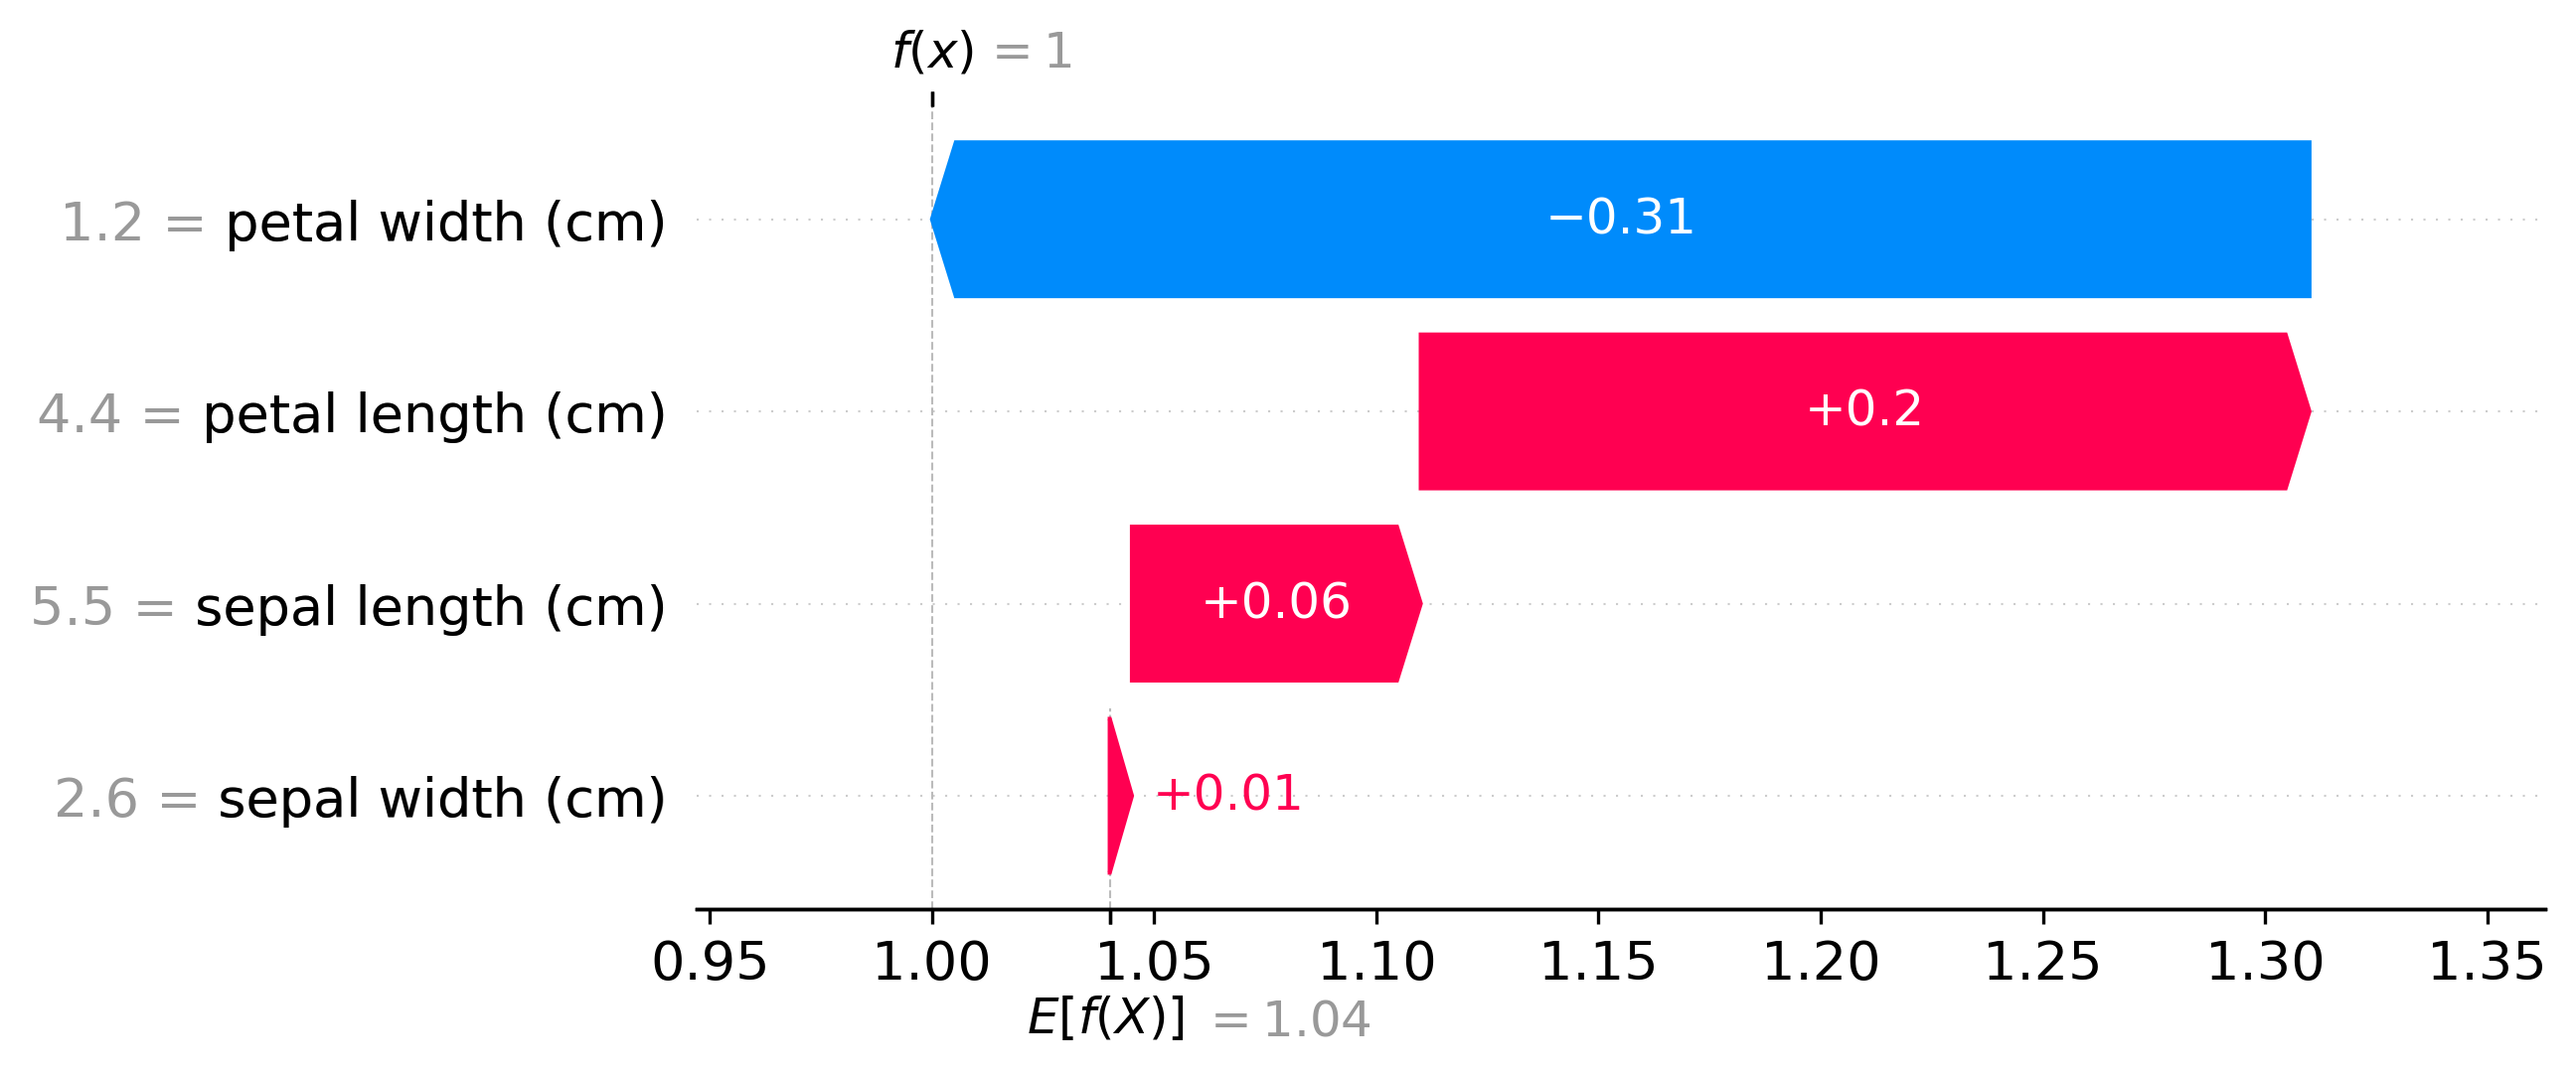 f(x) = 1
1.2 = petal width (cm)
−0.31
4.4 = petal length (cm)
+0.2
5.5 = sepal length (cm)
+0.06
2.6 = sepal width (cm)
+0.01
0.95 1.00 1.05 1.10 1.15 1.20 1.25 1.30 1.35
E[f(X)] = 1.04